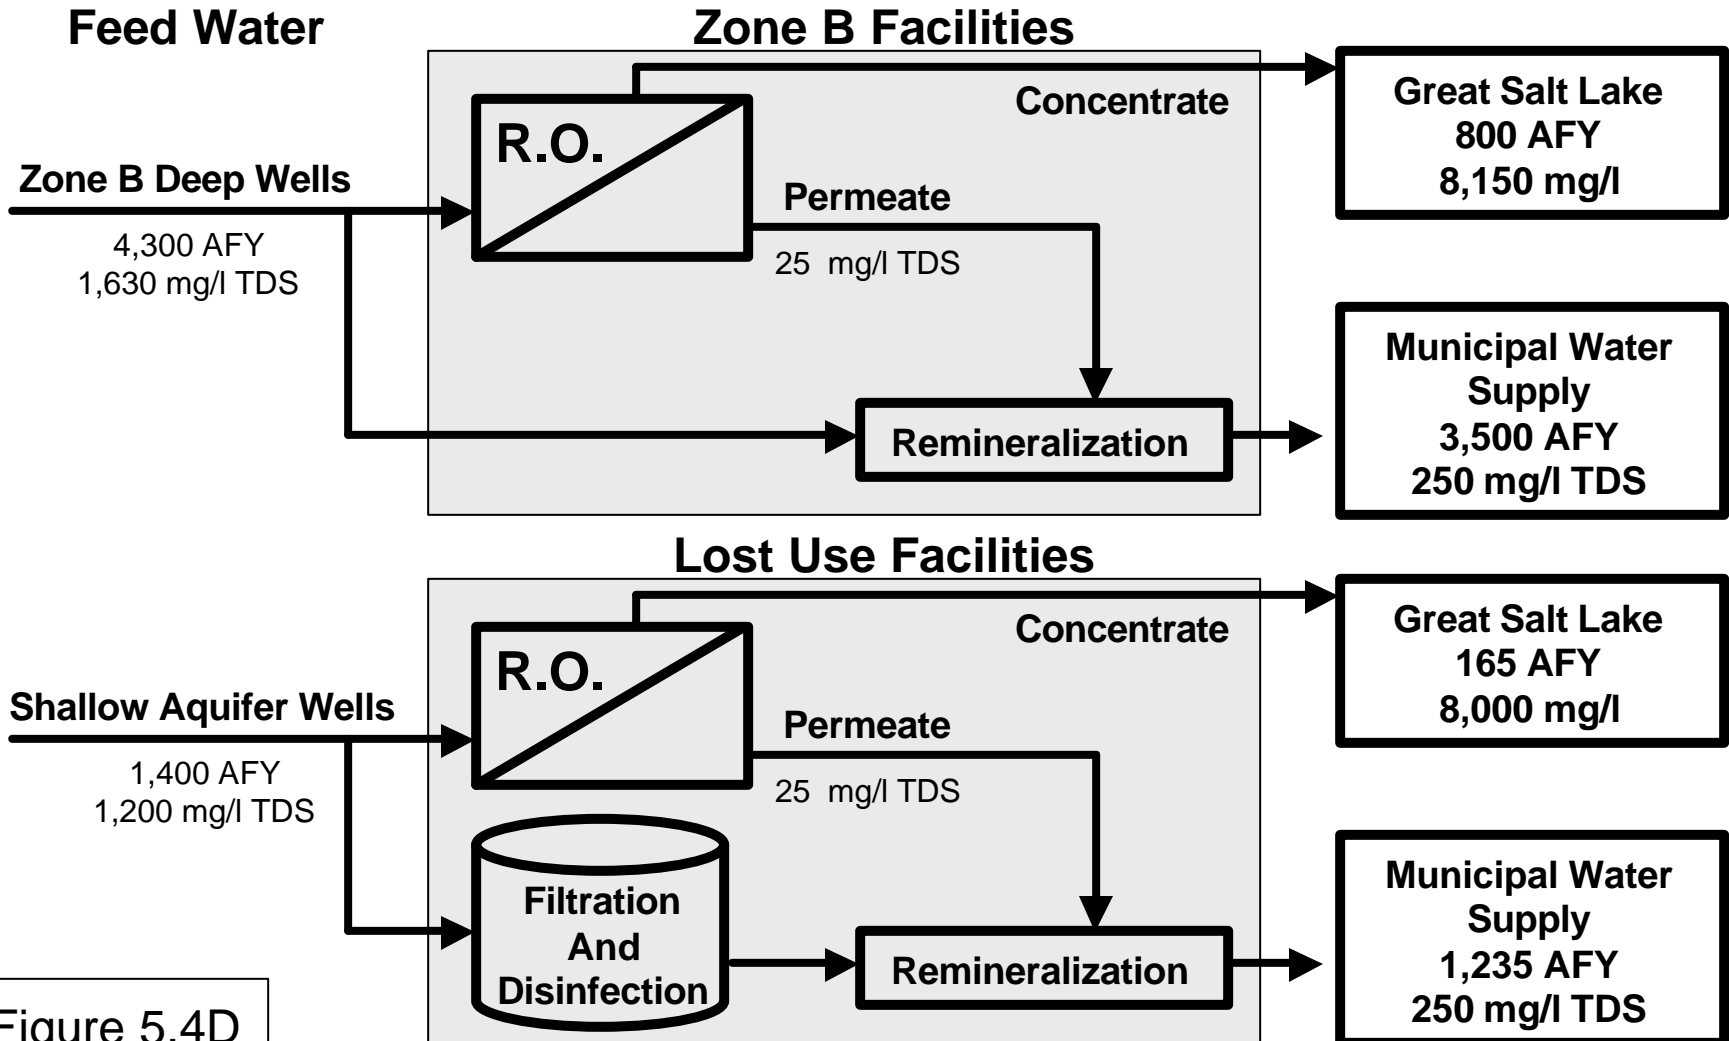 Feed Water
Zone B Facilities
Concentrate
Great Salt Lake
800 AFY
8,150 mg/l
R.O.
Zone B Deep Wells
4,300 AFY
1,630 mg/l TDS
Permeate
25 mg/l TDS
Remineralization
Municipal Water
Supply
3,500 AFY
250 mg/l TDS
Lost Use Facilities
Concentrate
Great Salt Lake
165 AFY
8,000 mg/l
R.O.
Shallow Aquifer Wells
1,400 AFY
1,200 mg/l TDS
Permeate
25 mg/l TDS
Filtration
And
Disinfection
Remineralization
Municipal Water
Supply
1,235 AFY
250 mg/l TDS
Figure 5.4D